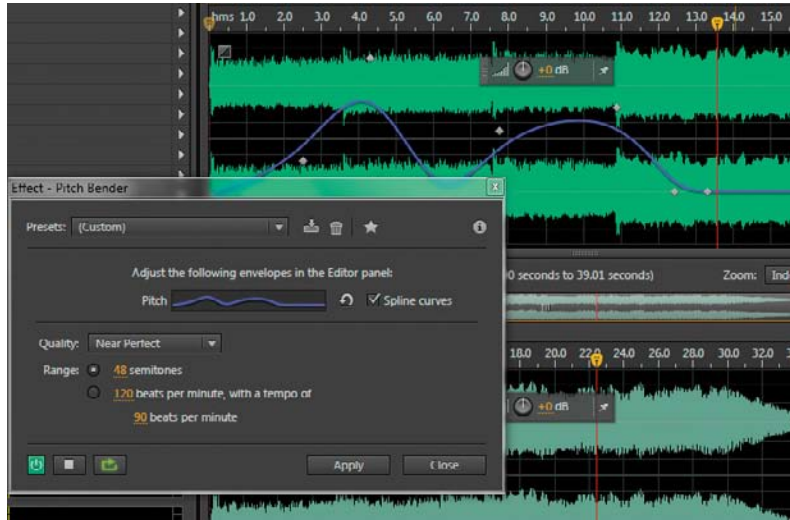 hms 1.0 2.0 3.0 4.0 5.0 6.0 7.0 8.0 9.0 10.0 11.0 12.0 13.0 14.0 15.0
+0 dB
Effect - Pitch Bender
Presets: (Custom)
Adjust the following envelopes in the Editor panel:
Pitch Spline curves
Quality: Near Perfect
Range: 48 semitones
120 beats per minute, with a tempo of
90 beats per minute
Apply Close
0 seconds to 39.01 seconds) Zoom:
18.0 20.0 22.0 24.0 26.0 28.0 30.0 32.0
+0 dB